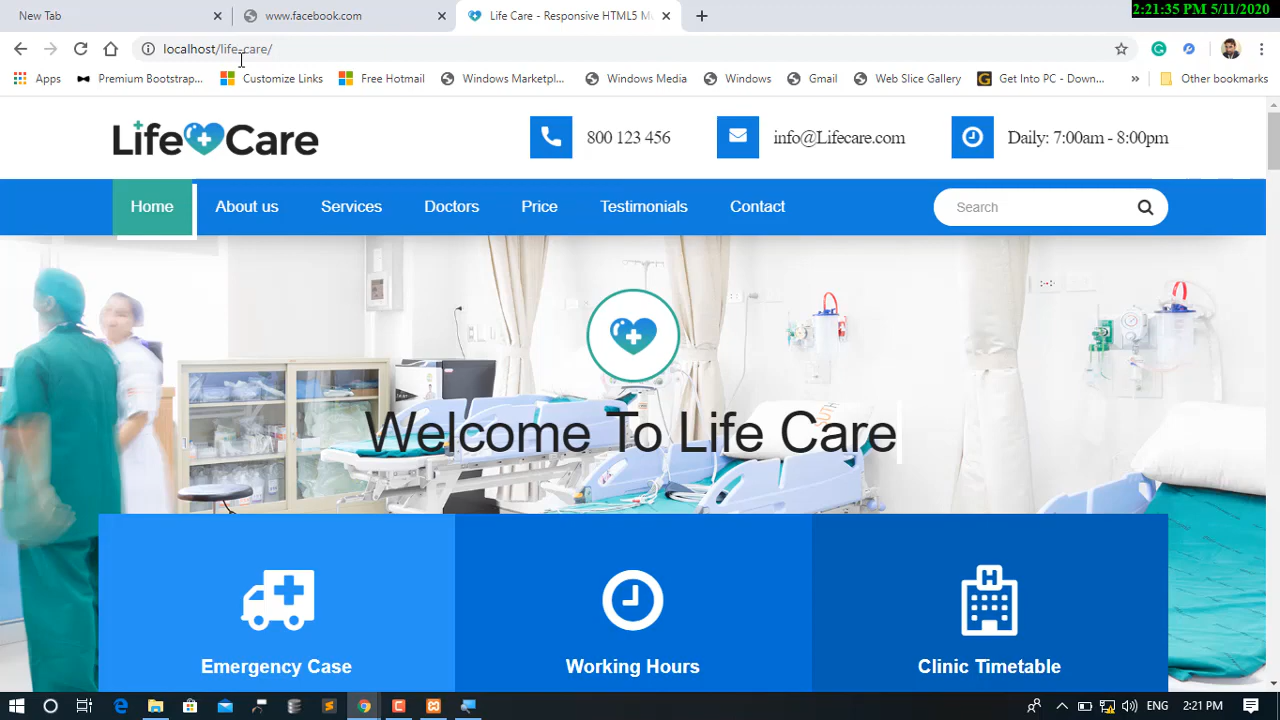 2:21:35 PM 5/11/2020
New Tab
www.facebook.com
Life Care - Responsive HTML5 M
localhost/life-care/
Apps
Premium Bootstrap...
Customize Links
Free Hotmail
Windows Marketpl...
Windows Media
Windows
Gmail
Web Slice Gallery
Get Into PC - Down...
Other bookmarks
Life Care
800 123 456
info@Lifecare.com
Daily: 7:00am - 8:00pm
Home
About us
Services
Doctors
Price
Testimonials
Contact
Search
Welcome To Life Care
H
Emergency Case
Working Hours
Clinic Timetable
ENG
2:21 PM